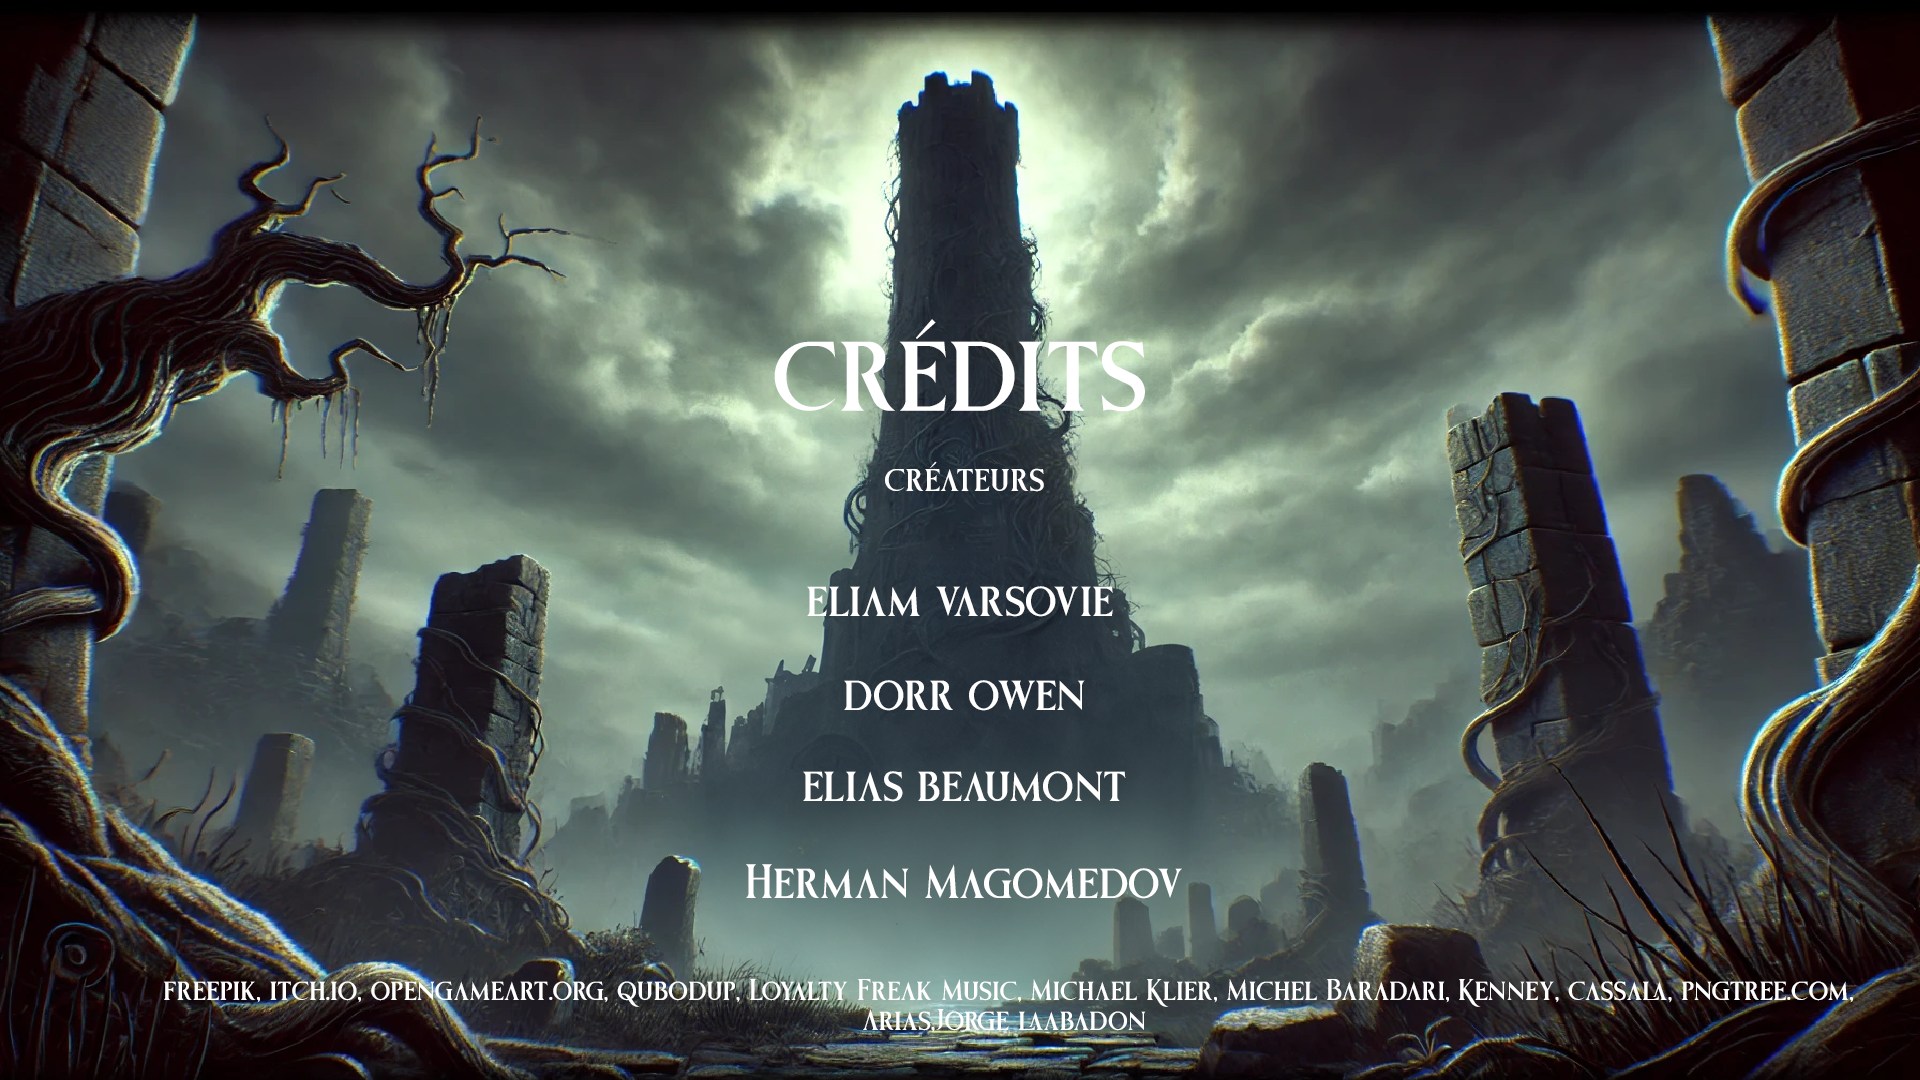 CRÉDITS
CRÉATEURS
ELIAM VARSOVIE
DORR OWEN
ELIAS BEAUMONT
HERMAN MAGOMEDOV
FREEPIK, ITCH.IO, OPENGAMEART.ORG, QUBODUP, LOYALTY FREAK MUSIC, MICHAEL KLIER, MICHEL BARADARI, KENNEY, CASSALA, PNGTREE.COM,
ARIAS,JORGE LAABADON